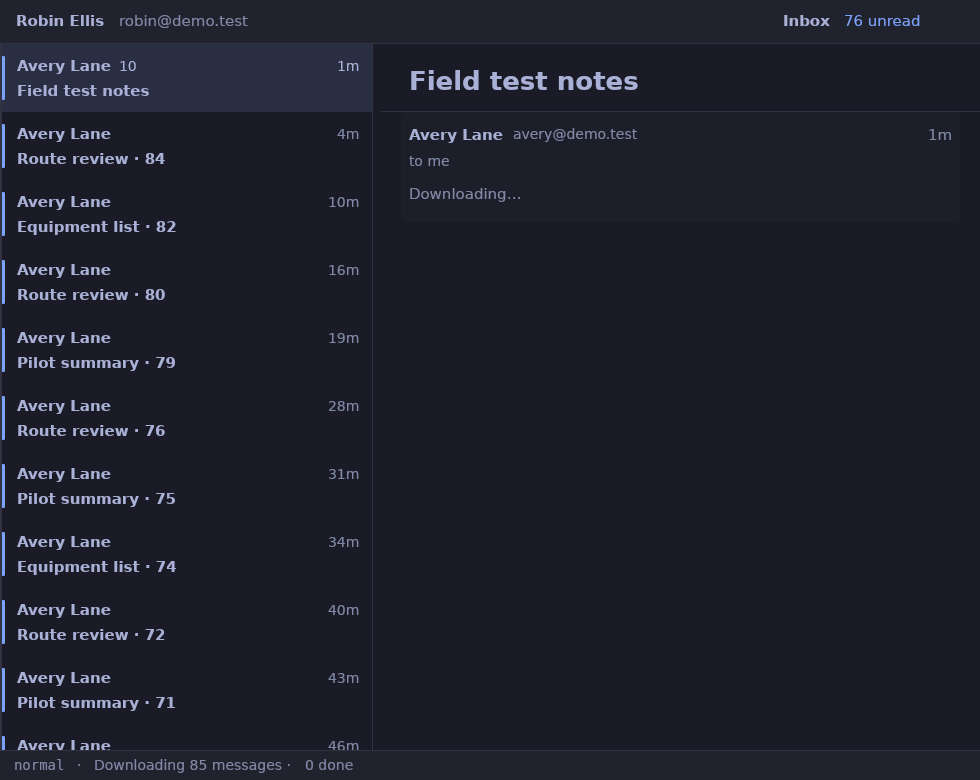 Robin Ellis robin@demo.test
Inbox 76 unread
Avery Lane 10 1m
Field test notes
Avery Lane 4m
Route review · 84
Avery Lane 10m
Equipment list · 82
Avery Lane 16m
Route review · 80
Avery Lane 19m
Pilot summary · 79
Avery Lane 28m
Route review · 76
Avery Lane 31m
Pilot summary · 75
Avery Lane 34m
Equipment list · 74
Avery Lane 40m
Route review · 72
Avery Lane 43m
Pilot summary · 71
Avery Lane 46m
Field test notes
Avery Lane avery@demo.test 1m
to me
Downloading…
normal · Downloading 85 messages · 0 done